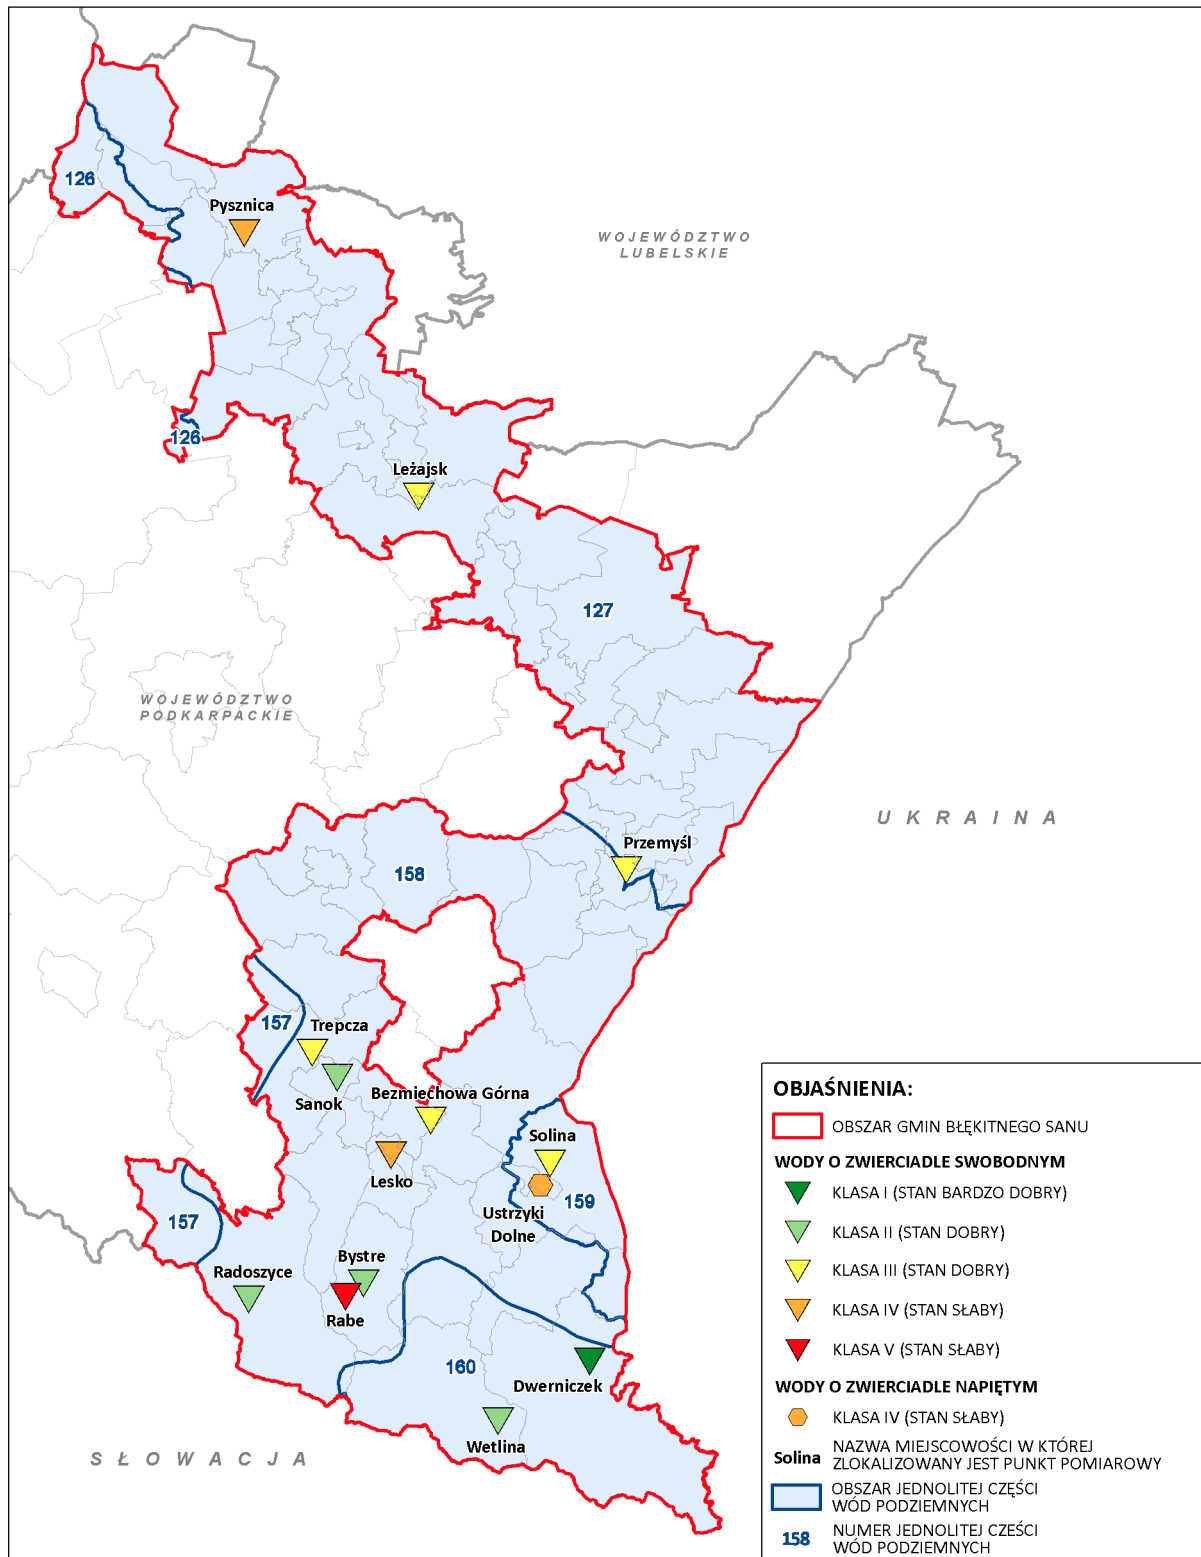 126
Pysznica
WOJEWÓDZTWO
LUBELSKIE
126
Leżajsk
127
WOJEWÓDZTWO
PODKARPACKIE
UKRAINA
Przemyśl
158
157
Trepcza
Sanok
Bezmiechowa Górna
Solina
Lesko
159
Ustrzyki
Dolne
157
Bystre
Radoszyce
Rabe
160
Dwerniczek
Wetlina
SŁOWACJA
OBJAŚNIENIA:
OBSZAR GMIN BŁĘKITNEGO SANU
WODY O ZWIERCIADLE SWOBODNYM
KLASA I (STAN BARDZO DOBRY)
KLASA II (STAN DOBRY)
KLASA III (STAN DOBRY)
KLASA IV (STAN SŁABY)
KLASA V (STAN SŁABY)
WODY O ZWIERCIADLE NAPIĘTYM
KLASA IV (STAN SŁABY)
Solina NAZWA MIEJSCOWOŚCI W KTÓREJ
ZLOKALIZOWANY JEST PUNKT POMIAROWY
OBSZAR JEDNOLITEJ CZĘŚCI
WÓD PODZIEMNYCH
158 NUMER JEDNOLITEJ CZEŚCI
WÓD PODZIEMNYCH